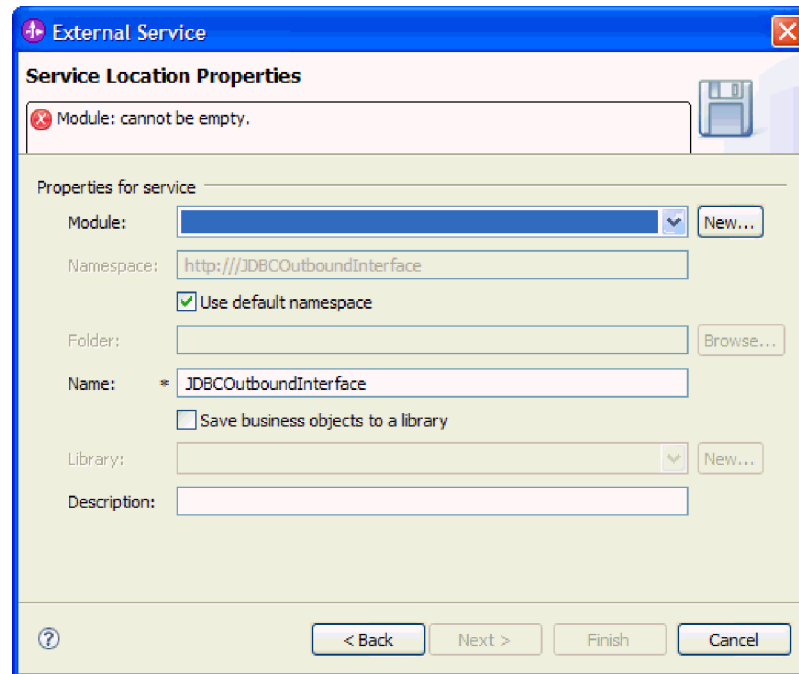 External Service
Service Location Properties
Module: cannot be empty.
Properties for service
Module:
New...
Namespace: http:///JDBCOutboundInterface
Use default namespace
Folder:
Browse...
Name: * JDBCOutboundInterface
Save business objects to a library
Library:
New...
Description:
? < Back Next > Finish Cancel